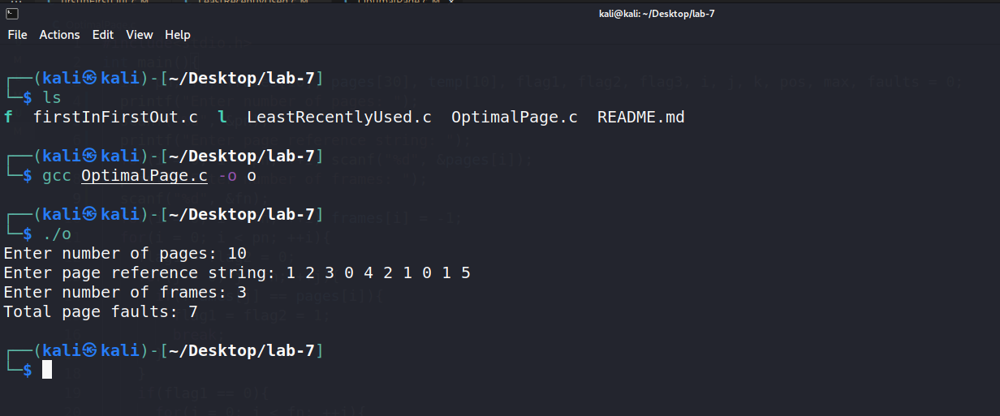 kali@kali: ~/Desktop/lab-7
File Actions Edit View Help
┌──(kali㉿kali)-[~/Desktop/lab-7]
└─$ ls
f firstInFirstOut.c l LeastRecentlyUsed.c OptimalPage.c README.md
┌──(kali㉿kali)-[~/Desktop/lab-7]
└─$ gcc OptimalPage.c -o o
┌──(kali㉿kali)-[~/Desktop/lab-7]
└─$ ./o
Enter number of pages: 10
Enter page reference string: 1 2 3 0 4 2 1 0 1 5
Enter number of frames: 3
Total page faults: 7
┌──(kali㉿kali)-[~/Desktop/lab-7]
└─$